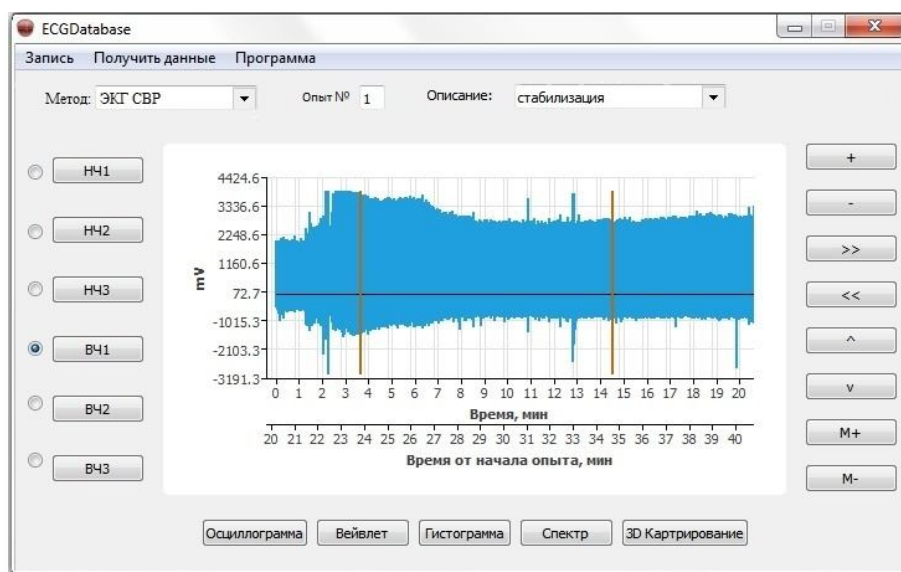 ECGDatabase
Запись Получить данные Программа
Метод: ЭКГ СВР Опыт № 1 Описание: стабилизация
НЧ1
НЧ2
НЧ3
ВЧ1
ВЧ2
ВЧ3
4424.6
3336.6
2248.6
1160.6
72.7
-1015.3
-2103.3
-3191.3
mV
0 1 2 3 4 5 6 7 8 9 10 11 12 13 14 15 16 17 18 19 20
Время, мин
20 21 22 23 24 25 26 27 28 29 30 31 32 33 34 35 36 37 38 39 40
Время от начала опыта, мин
+
-
>>
<<
^
v
M+
M-
Осциллограмма Вейвлет Гистограмма Спектр 3D Картрирование